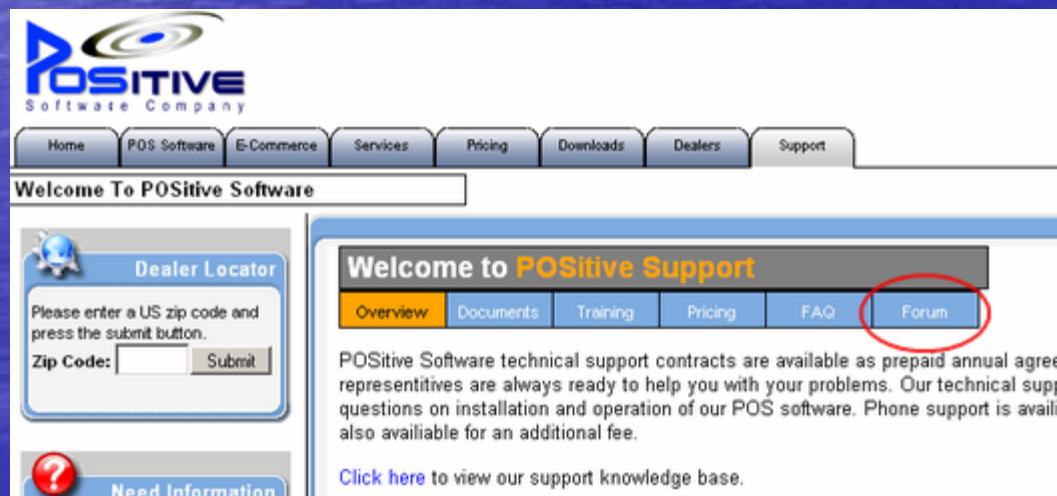 POSITIVE
Software Company
Home POS Software E-Commerce Services Pricing Downloads Dealers Support
Welcome To POSitive Software
Dealer Locator
Please enter a US zip code and
press the submit button.
Zip Code: Submit
Need Information
Welcome to POSitive Support
Overview Documents Training Pricing FAQ Forum
POSitive Software technical support contracts are available as prepaid annual agree
representitives are always ready to help you with your problems. Our technical supp
questions on installation and operation of our POS software. Phone support is avail
also availiable for an additional fee.
Click here to view our support knowledge base.